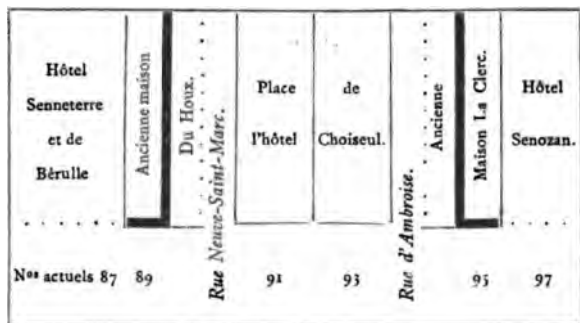 Hôtel
Senneterre
et de
Bérulle
Ancienne maison
Du Houx.
Rue Neuve-Saint-Marc.
Place
l'hôtel
de
Choiseul.
Rue d'Ambroise.
Ancienne
Maison La Clerc.
Hôtel
Senozan.
Nos actuels 87 89 91 93 95 97